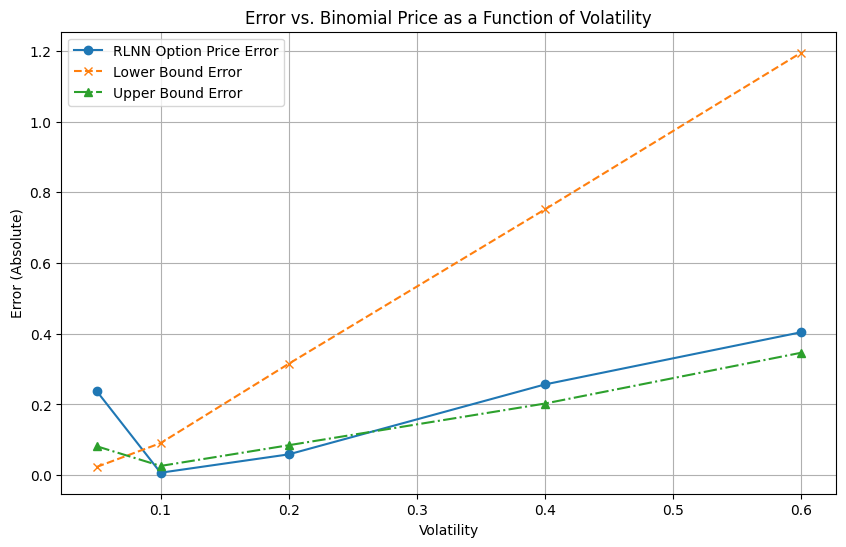 Error vs. Binomial Price as a Function of Volatility
RLNN Option Price Error
Lower Bound Error
Upper Bound Error
Error (Absolute)
1.2
1.0
0.8
0.6
0.4
0.2
0.0
0.1 0.2 0.3 0.4 0.5 0.6
Volatility